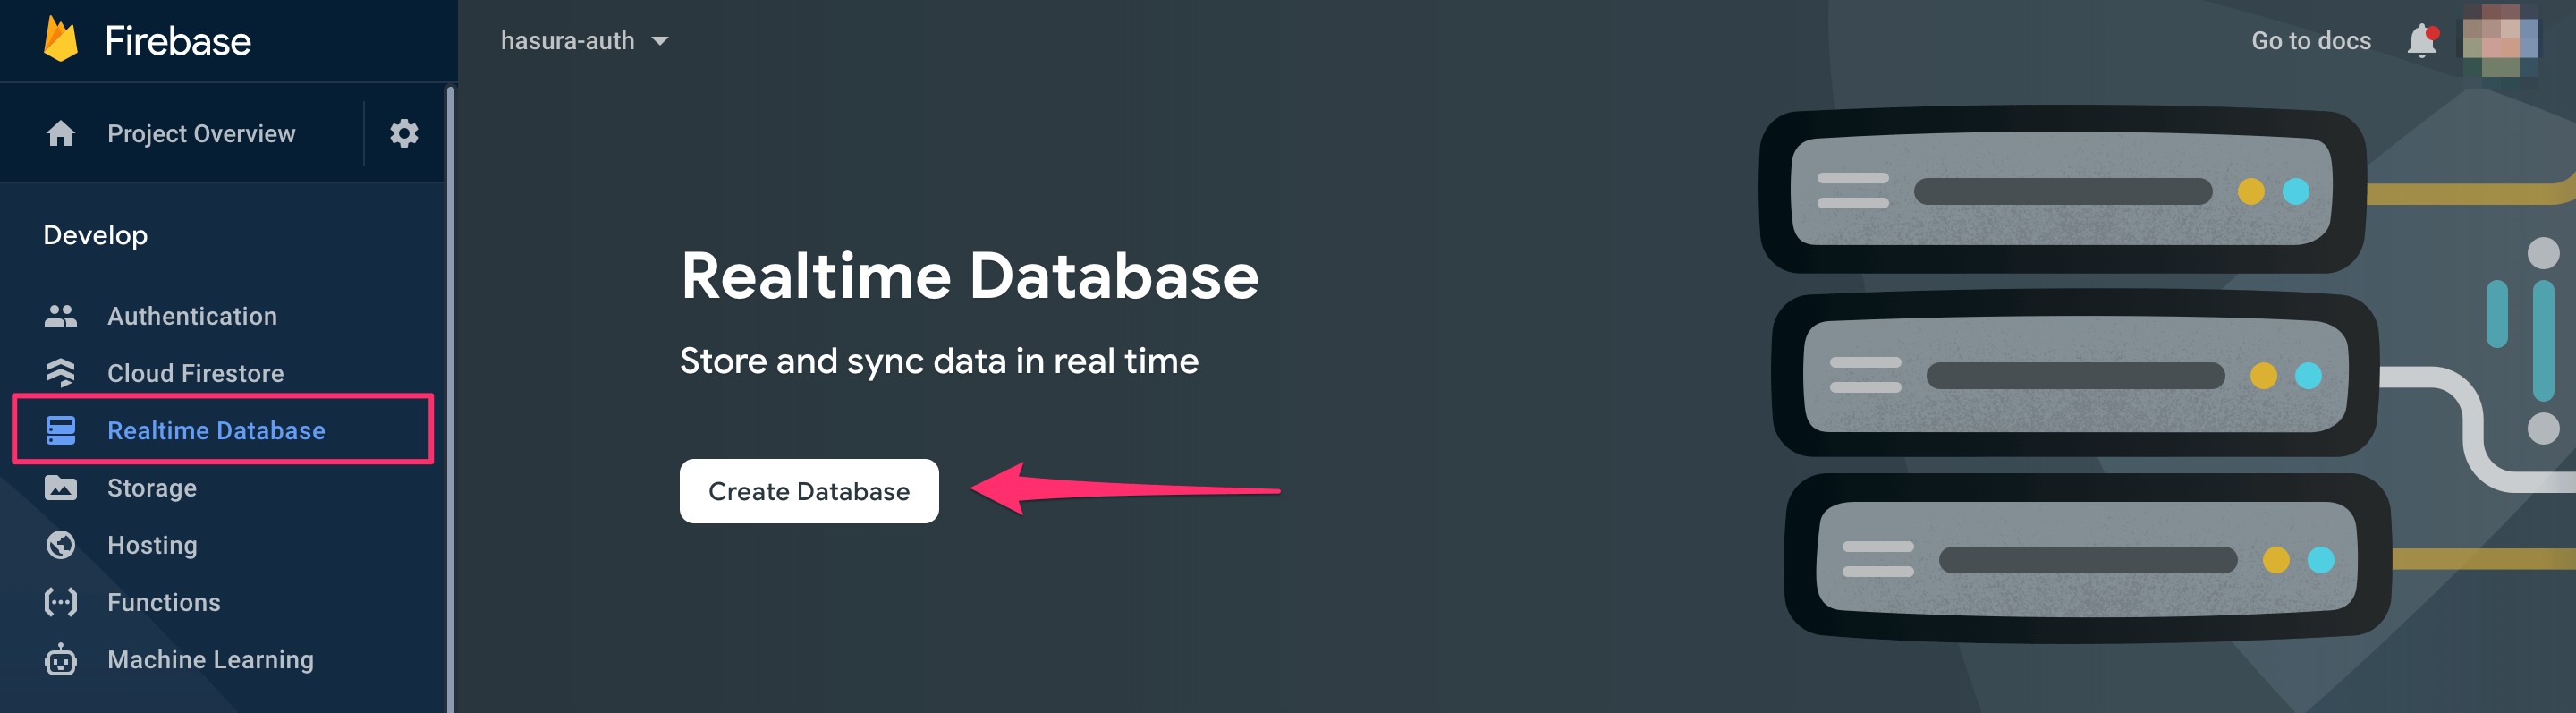 Firebase
hasura-auth
Go to docs
Project Overview
Develop
Authentication
Cloud Firestore
Realtime Database
Storage
Hosting
Functions
Machine Learning
Realtime Database
Store and sync data in real time
Create Database